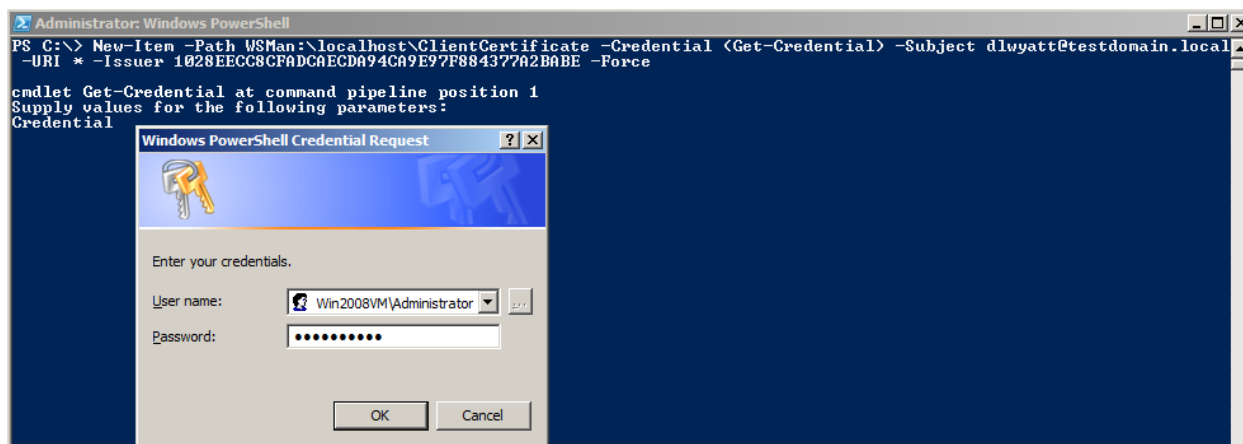 Administrator: Windows PowerShell
PS C:\> New-Item -Path WSMan:\localhost\ClientCertificate -Credential (Get-Credential) -Subject dlwyatt@testdomain.local
-URI * -Issuer 1028EECC8CFADCAECDA94CA9E97F884377A2BABE -Force
cmdlet Get-Credential at command pipeline position 1
Supply values for the following parameters:
Credential
Windows PowerShell Credential Request
Enter your credentials.
User name: Win2008VM\Administrator ...
Password: ●●●●●●●●●●
OK Cancel